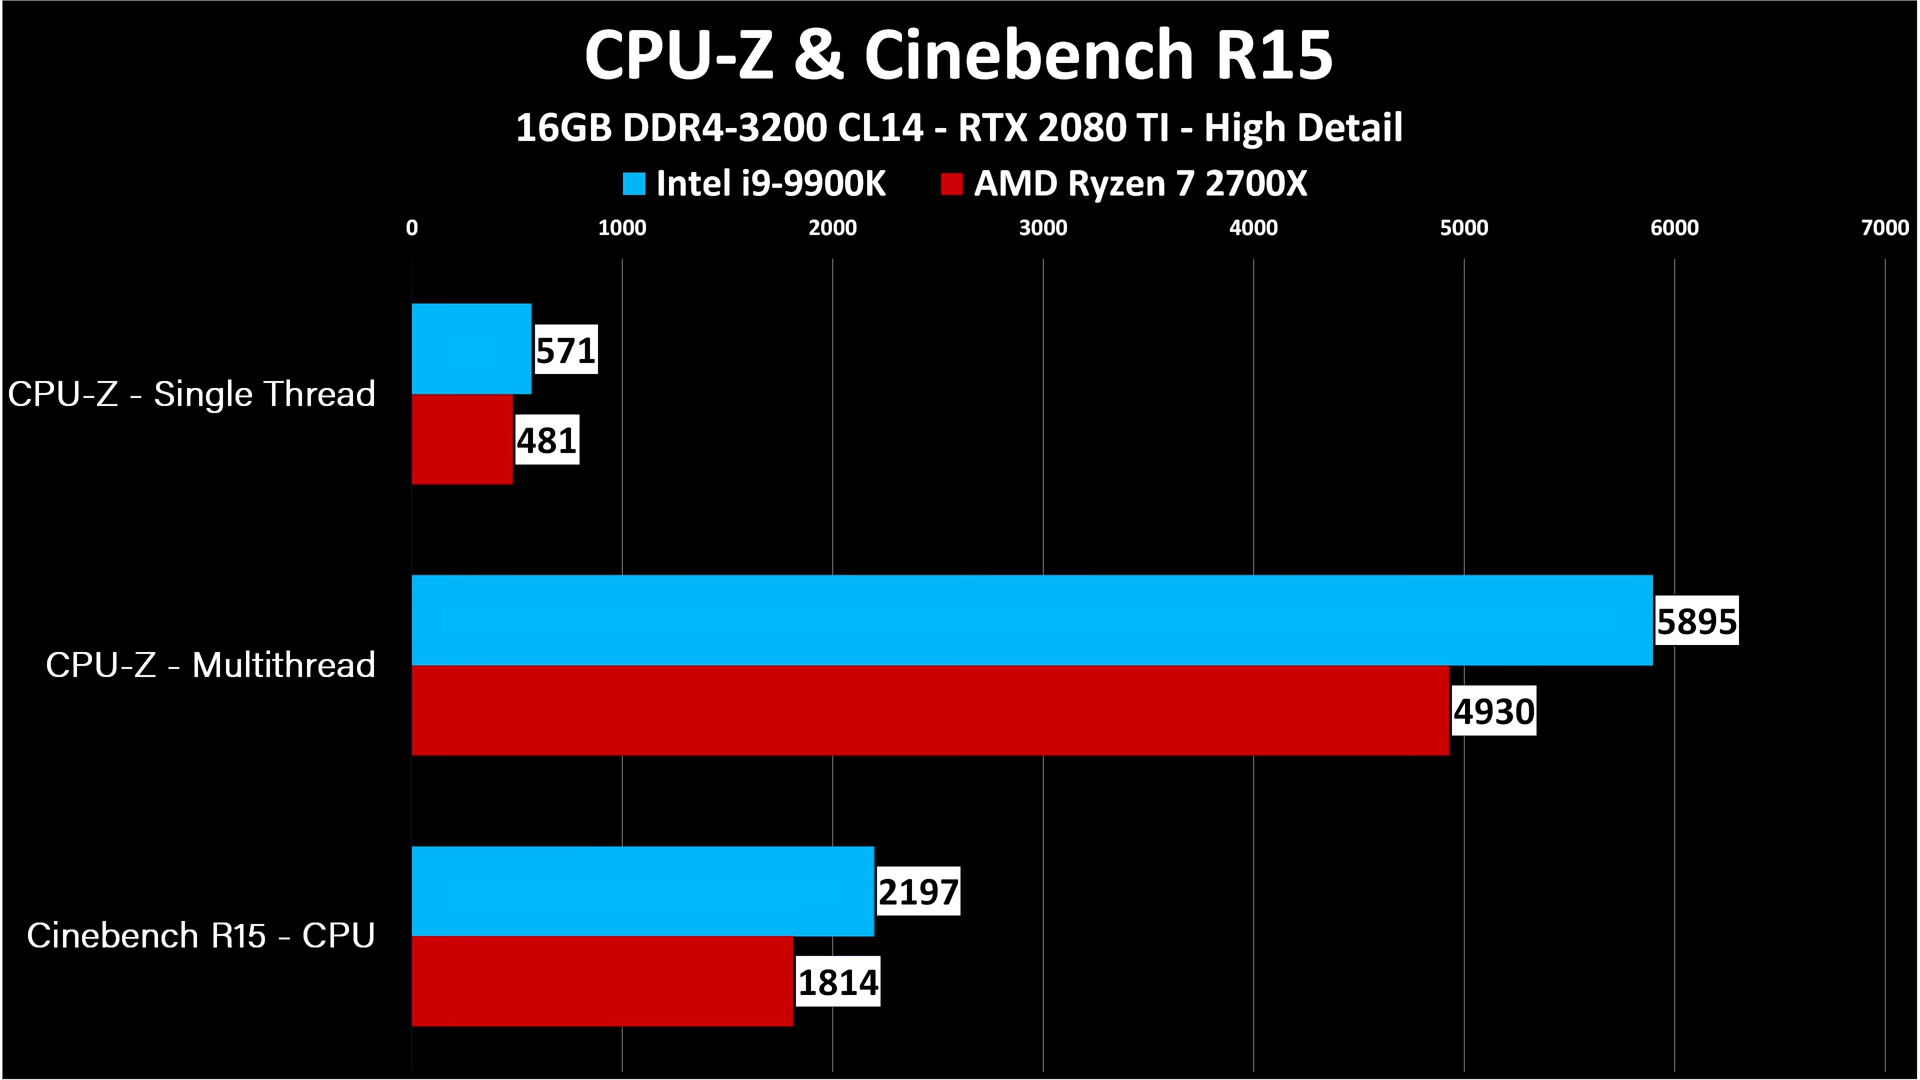 CPU-Z & Cinebench R15
16GB DDR4-3200 CL14 - RTX 2080 TI - High Detail
Intel i9-9900K AMD Ryzen 7 2700X
0 1000 2000 3000 4000 5000 6000 7000
571
CPU-Z - Single Thread
481
5895
CPU-Z - Multithread
4930
2197
Cinebench R15 - CPU
1814